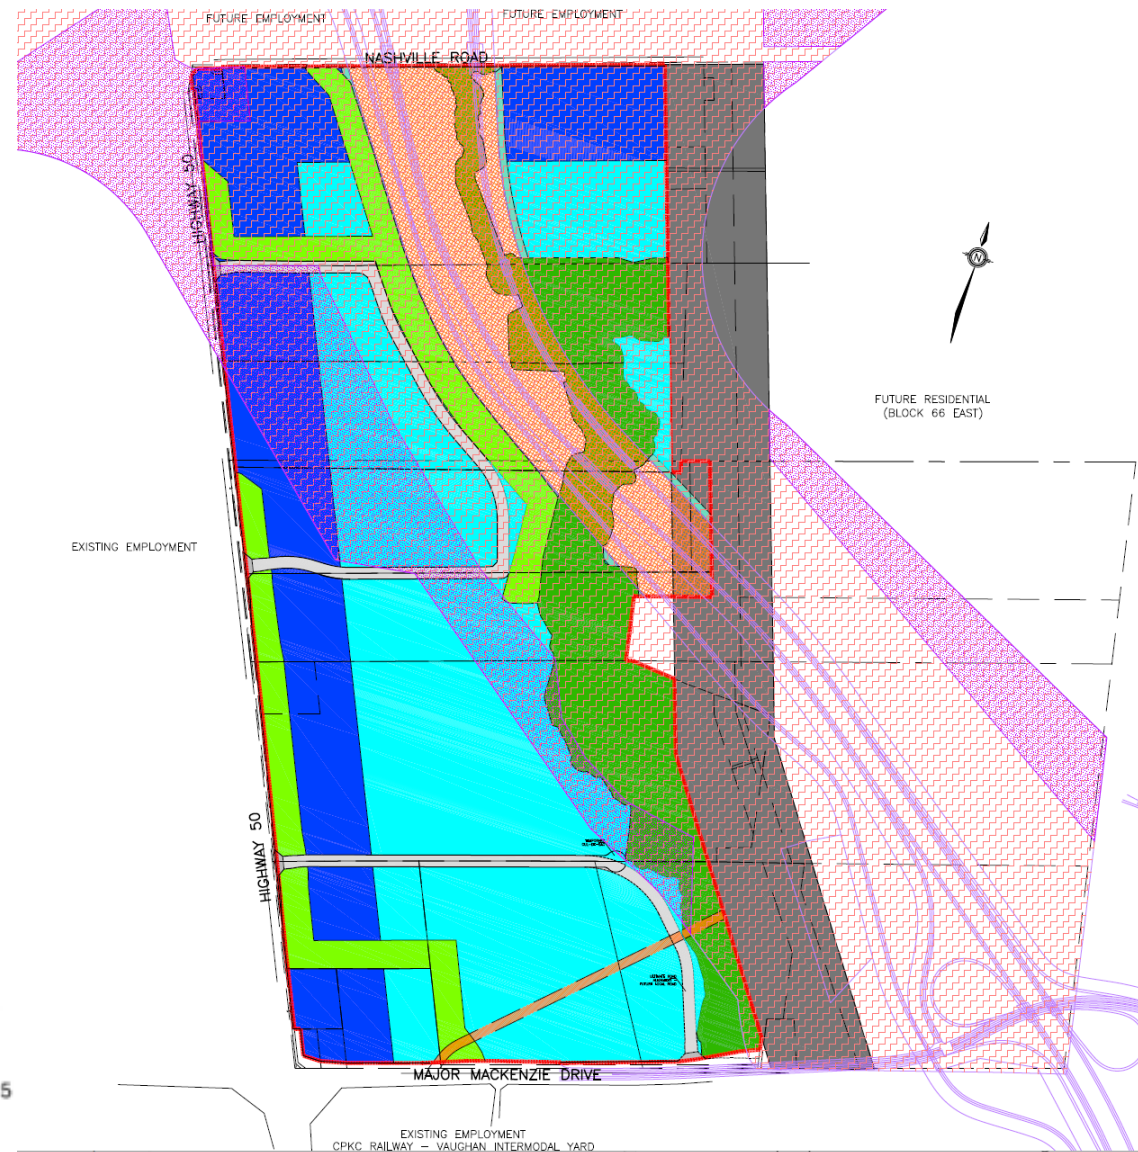 FUTURE EMPLOYMENT
FUTURE EMPLOYMENT
NASHVILLE ROAD
HIGHWAY 50
N
FUTURE RESIDENTIAL
(BLOCK 66 EAST)
EXISTING EMPLOYMENT
HIGHWAY 50
MAJOR MACKENZIE DRIVE
5
EXISTING EMPLOYMENT
CPKC RAILWAY – VAUGHAN INTERMODAL YARD